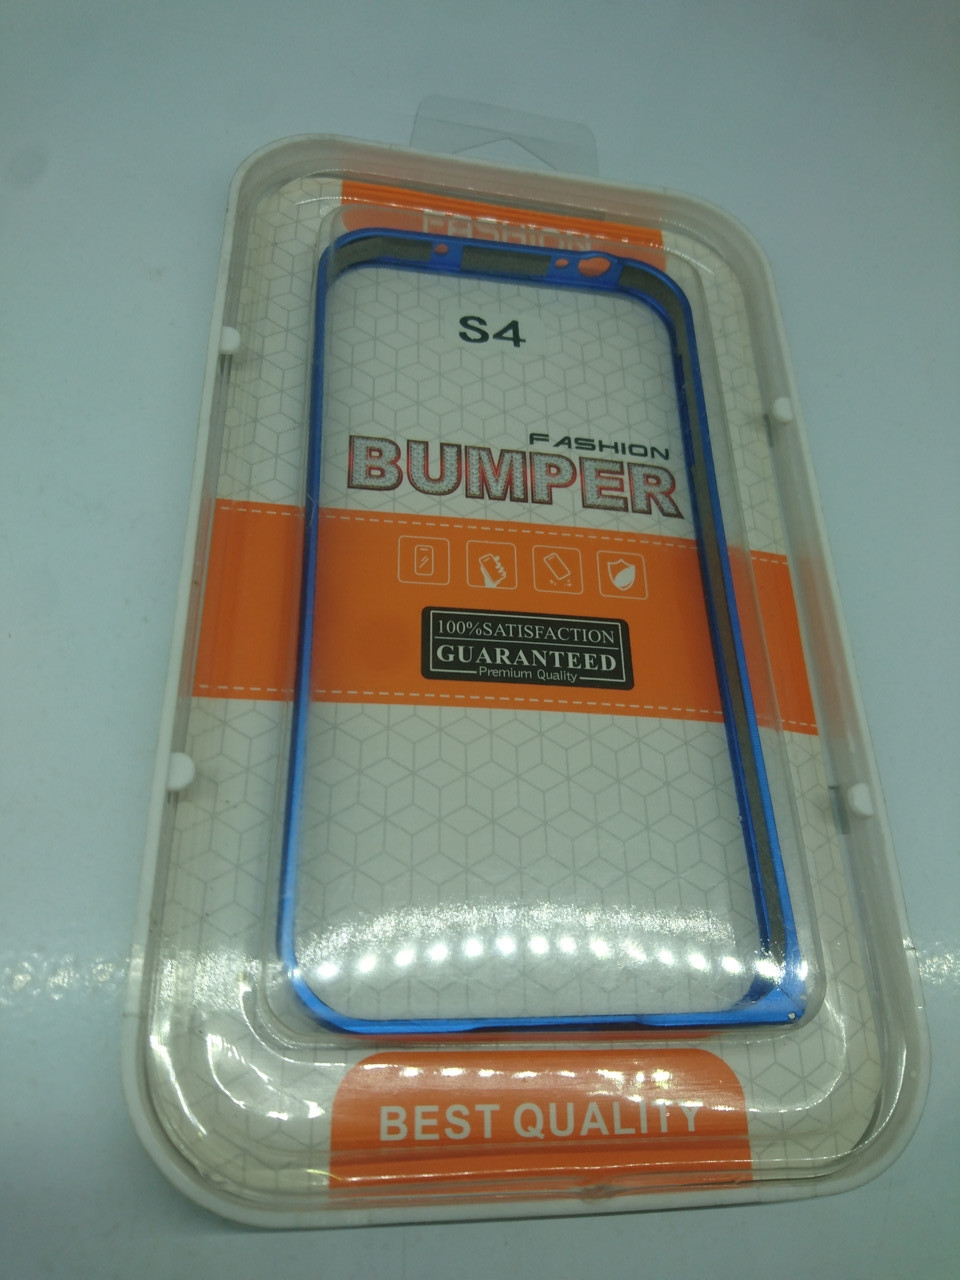 FASHION
S4
FASHION
BUMPER
100%SATISFACTION
GUARANTEED
Premium Quality
BEST QUALITY